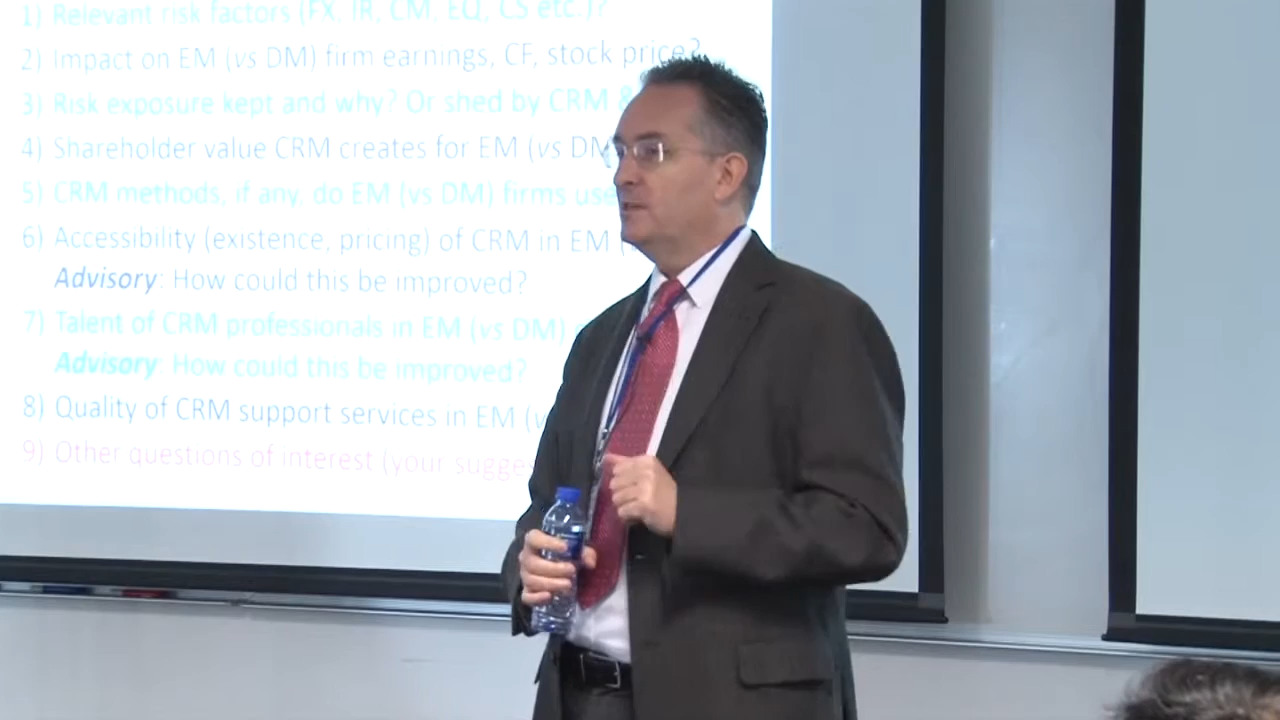 1) Relevant risk factors (FX, IR, CM, EQ, CS etc.)?
2) Impact on EM (vs DM) firm earnings, CF, stock price?
3) Risk exposure kept and why? Or shed by CRM &
4) Shareholder value CRM creates for EM (vs DM
5) CRM methods, if any, do EM (vs DM) firms use
6) Accessibility (existence, pricing) of CRM in EM (
Advisory: How could this be improved?
7) Talent of CRM professionals in EM (vs DM)
Advisory: How could this be improved?
8) Quality of CRM support services in EM (
9) Other questions of interest (your